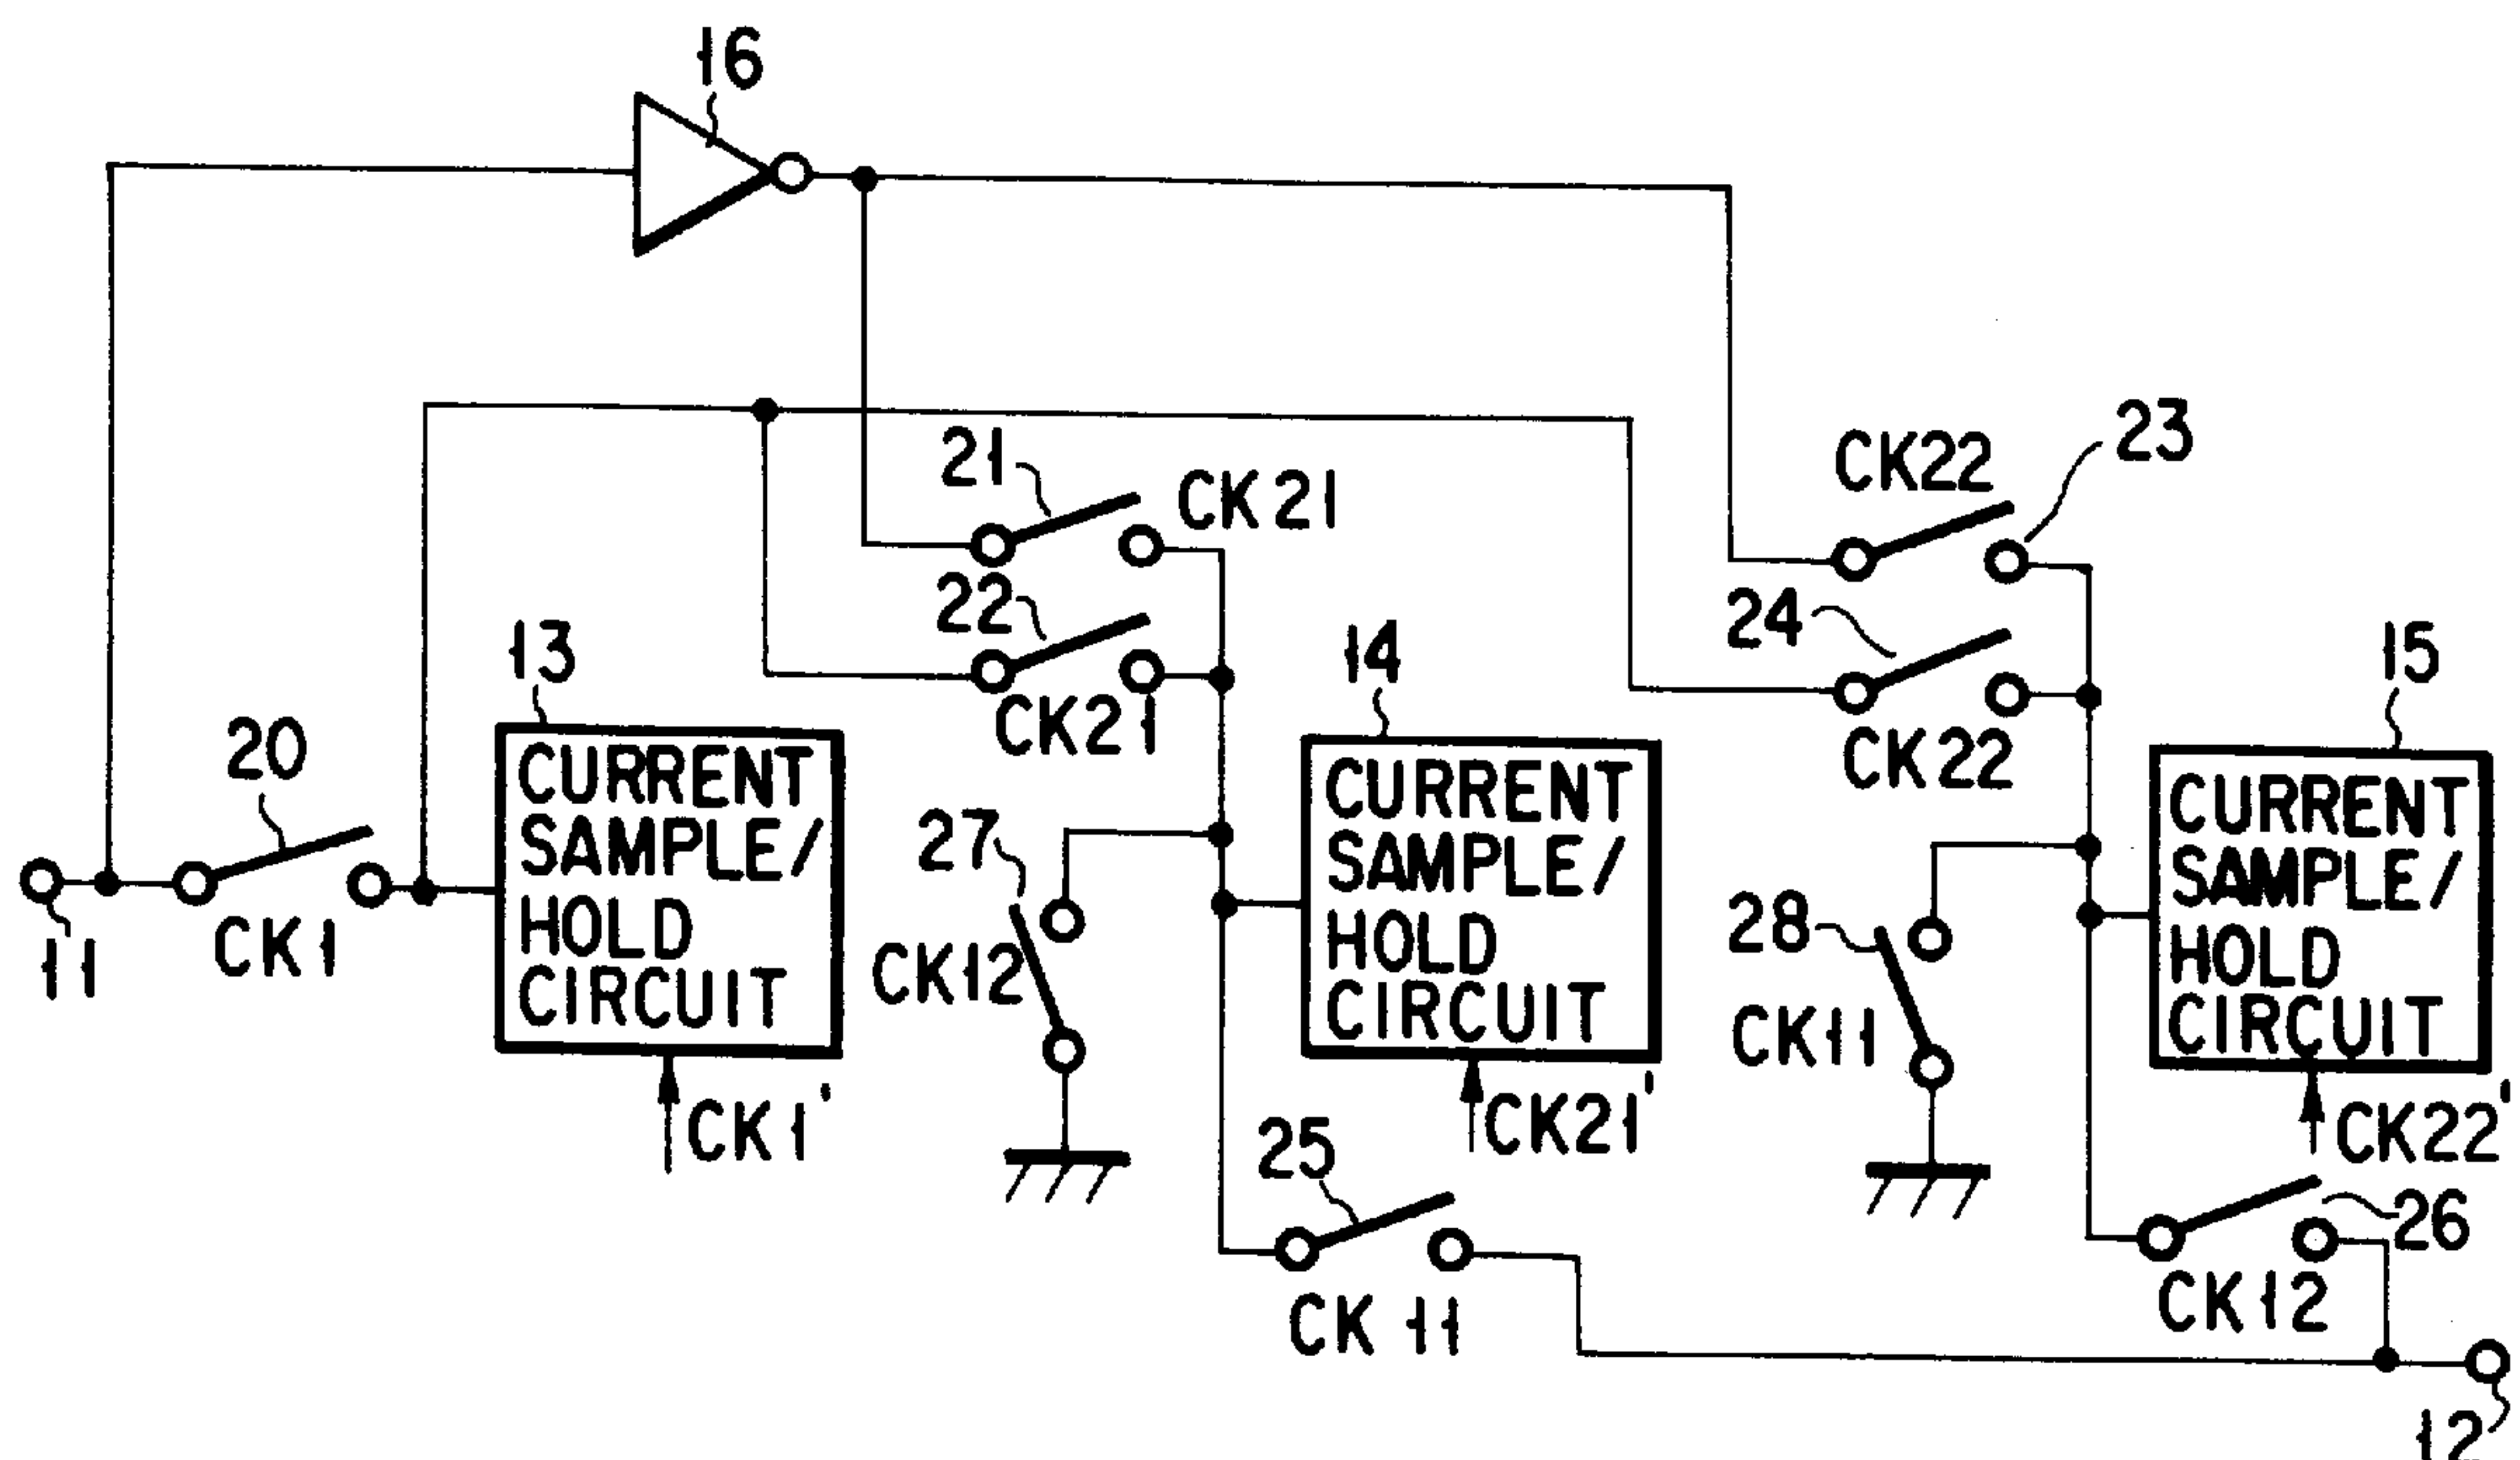 16
21
CK21
CK22
23
22
CK21
24
CK22
13
14
15
20
CK1
11
CURRENT
SAMPLE/
HOLD
CIRCUIT
CK1'
27
CK12
CURRENT
SAMPLE/
HOLD
CIRCUIT
CK21'
28
CK11
CURRENT
SAMPLE/
HOLD
CIRCUIT
CK22'
25
CK 11
26
CK12
12